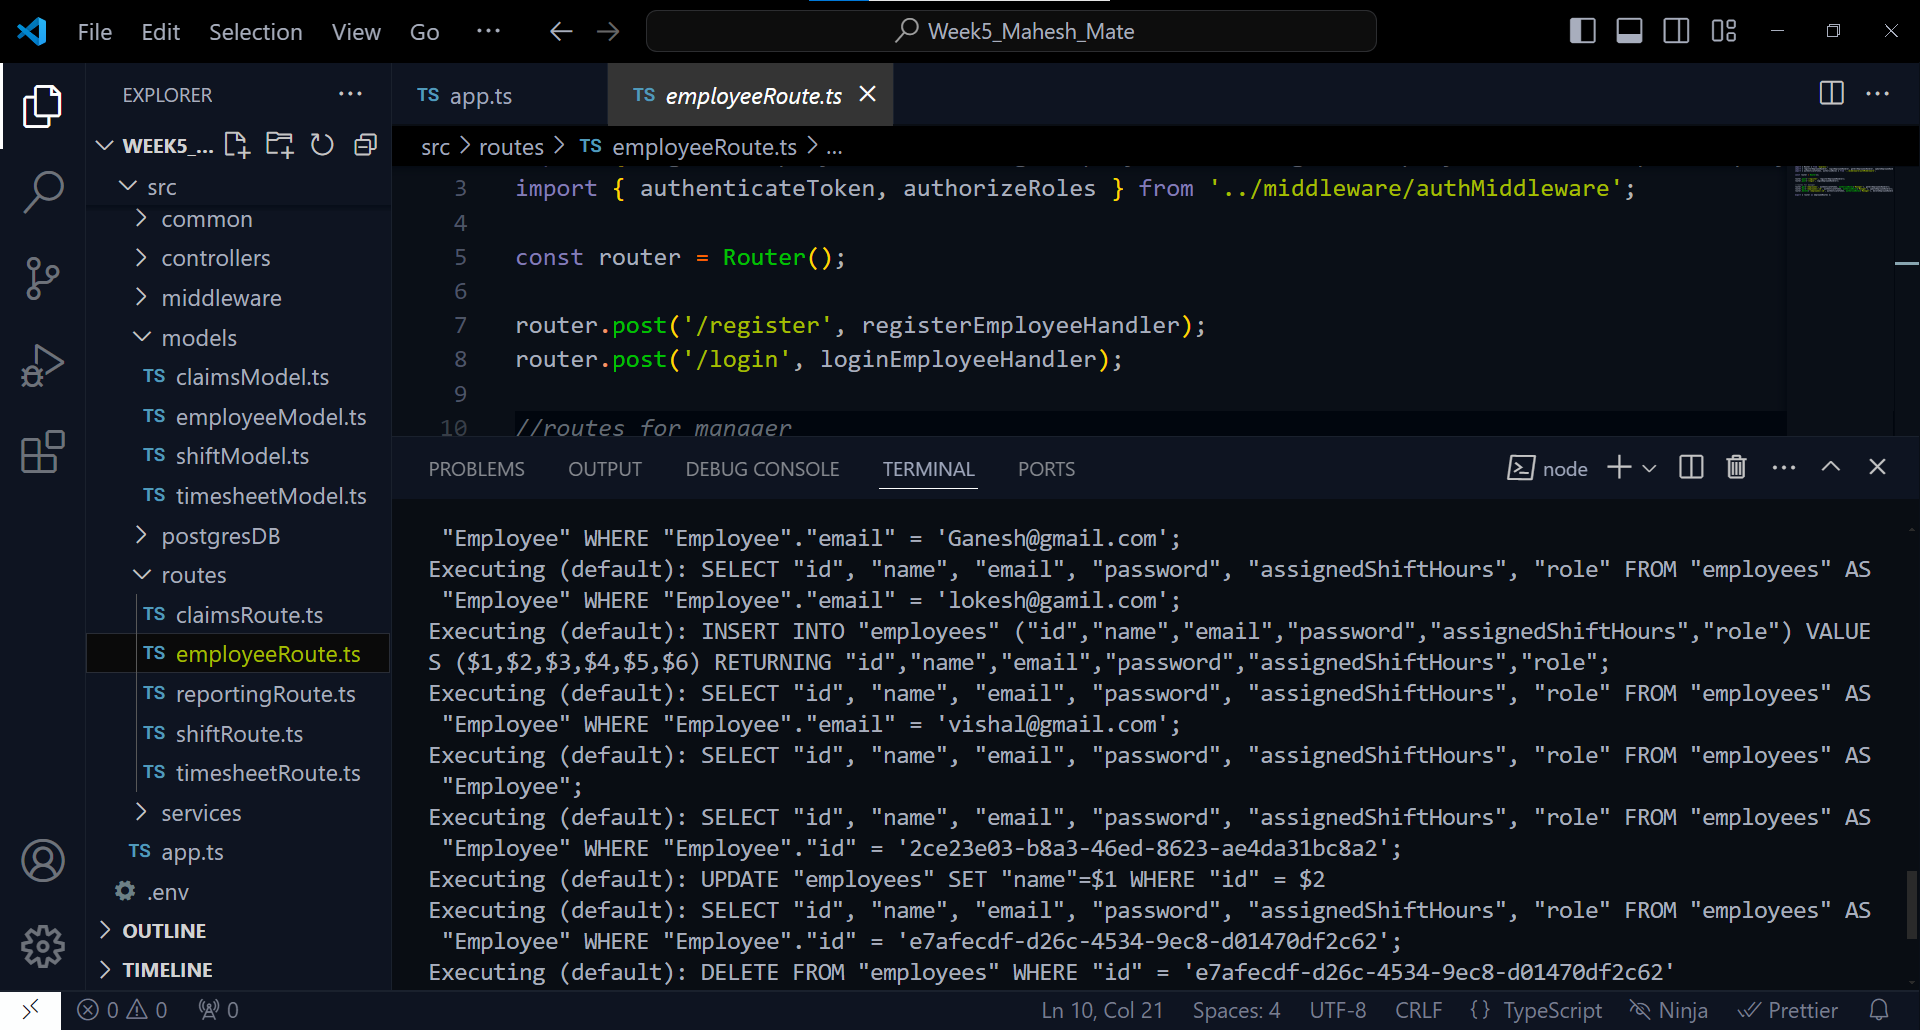 File Edit Selection View Go ··· Week5_Mahesh_Mate
EXPLORER ···
WEEK5_...
src
common
controllers
middleware
models
TS claimsModel.ts
TS employeeModel.ts
TS shiftModel.ts
TS timesheetModel.ts
postgresDB
routes
TS claimsRoute.ts
TS employeeRoute.ts
TS reportingRoute.ts
TS shiftRoute.ts
TS timesheetRoute.ts
services
TS app.ts
.env
OUTLINE
TIMELINE
TS app.ts TS employeeRoute.ts
src > routes > TS employeeRoute.ts > ...
3 import { authenticateToken, authorizeRoles } from '../middleware/authMiddleware';
4
5 const router = Router();
6
7 router.post('/register', registerEmployeeHandler);
8 router.post('/login', loginEmployeeHandler);
9
10 //routes for manager
PROBLEMS OUTPUT DEBUG CONSOLE TERMINAL PORTS node
"Employee" WHERE "Employee"."email" = 'Ganesh@gmail.com';
Executing (default): SELECT "id", "name", "email", "password", "assignedShiftHours", "role" FROM "employees" AS
"Employee" WHERE "Employee"."email" = 'lokesh@gamil.com';
Executing (default): INSERT INTO "employees" ("id","name","email","password","assignedShiftHours","role") VALUE
S ($1,$2,$3,$4,$5,$6) RETURNING "id","name","email","password","assignedShiftHours","role";
Executing (default): SELECT "id", "name", "email", "password", "assignedShiftHours", "role" FROM "employees" AS
"Employee" WHERE "Employee"."email" = 'vishal@gmail.com';
Executing (default): SELECT "id", "name", "email", "password", "assignedShiftHours", "role" FROM "employees" AS
"Employee";
Executing (default): SELECT "id", "name", "email", "password", "assignedShiftHours", "role" FROM "employees" AS
"Employee" WHERE "Employee"."id" = '2ce23e03-b8a3-46ed-8623-ae4da31bc8a2';
Executing (default): UPDATE "employees" SET "name"=$1 WHERE "id" = $2
Executing (default): SELECT "id", "name", "email", "password", "assignedShiftHours", "role" FROM "employees" AS
"Employee" WHERE "Employee"."id" = 'e7afecdf-d26c-4534-9ec8-d01470df2c62';
Executing (default): DELETE FROM "employees" WHERE "id" = 'e7afecdf-d26c-4534-9ec8-d01470df2c62'
0 0 0 Ln 10, Col 21 Spaces: 4 UTF-8 CRLF {} TypeScript Ninja Prettier